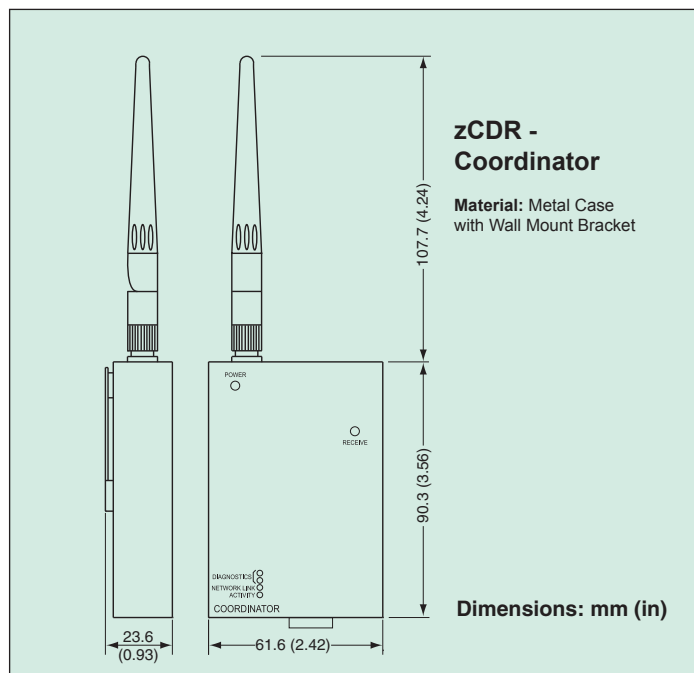 zCDR -
Coordinator
Material: Metal Case
with Wall Mount Bracket
107.7 (4.24)
POWER
RECEIVE
90.3 (3.56)
DIAGNOSTICS
NETWORK LINK
ACTIVITY
COORDINATOR
Dimensions: mm (in)
23.6
(0.93)
61.6 (2.42)